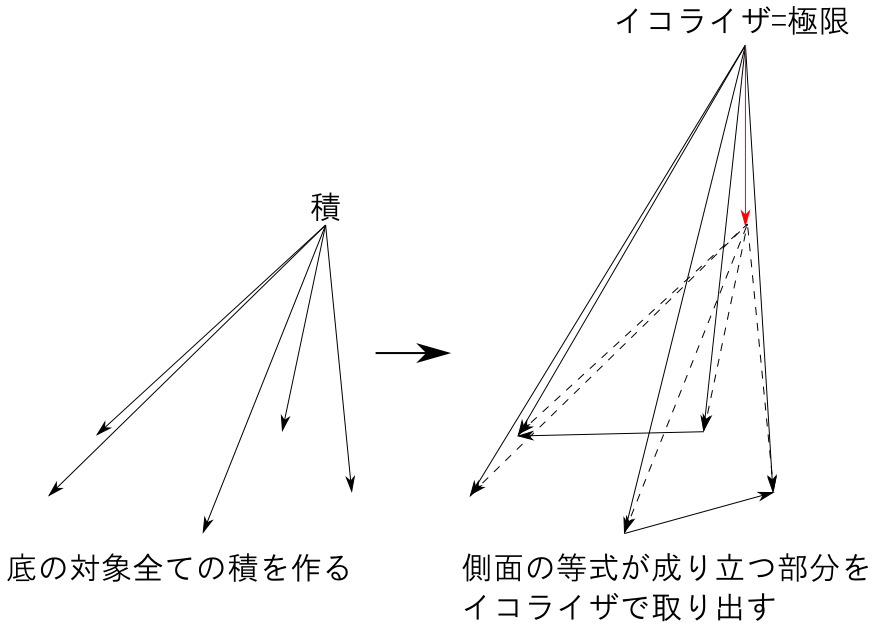 イコライザ=極限
積
底の対象全ての積を作る
側面の等式が成り立つ部分を
イコライザで取り出す